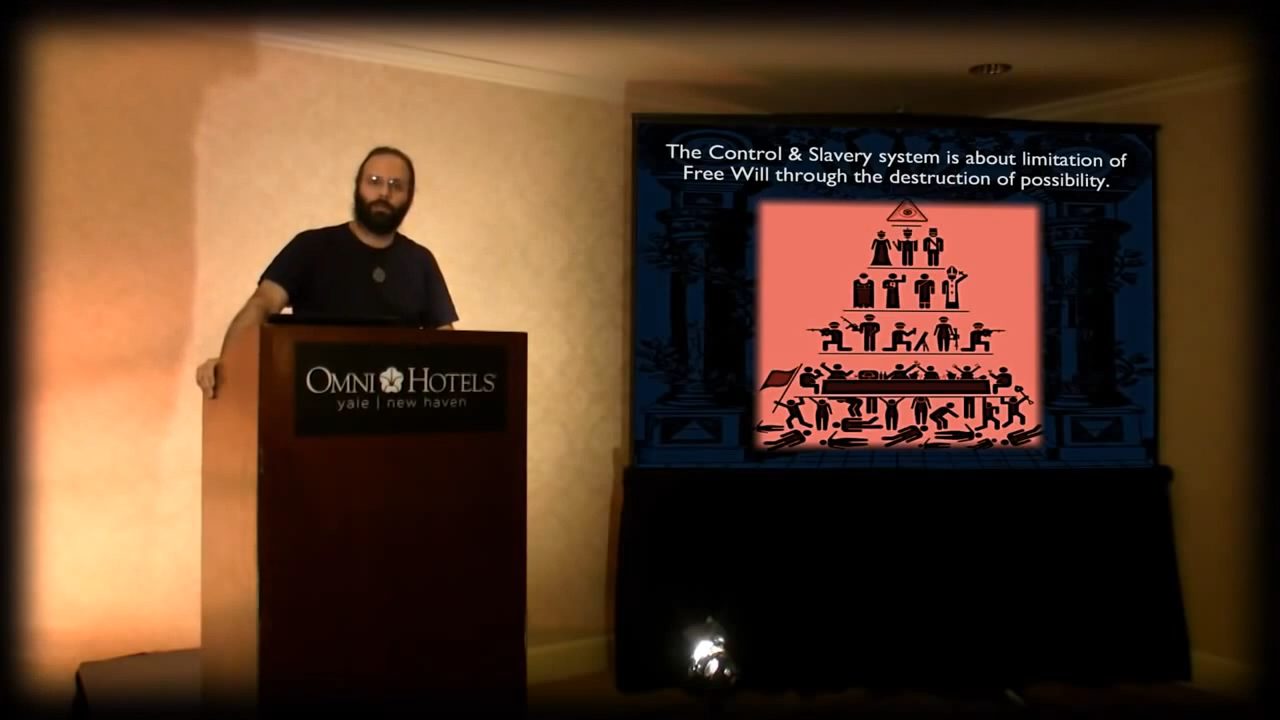 The Control & Slavery system is about limitation of
Free Will through the destruction of possibility.
OMNI HOTELS
yale | new haven